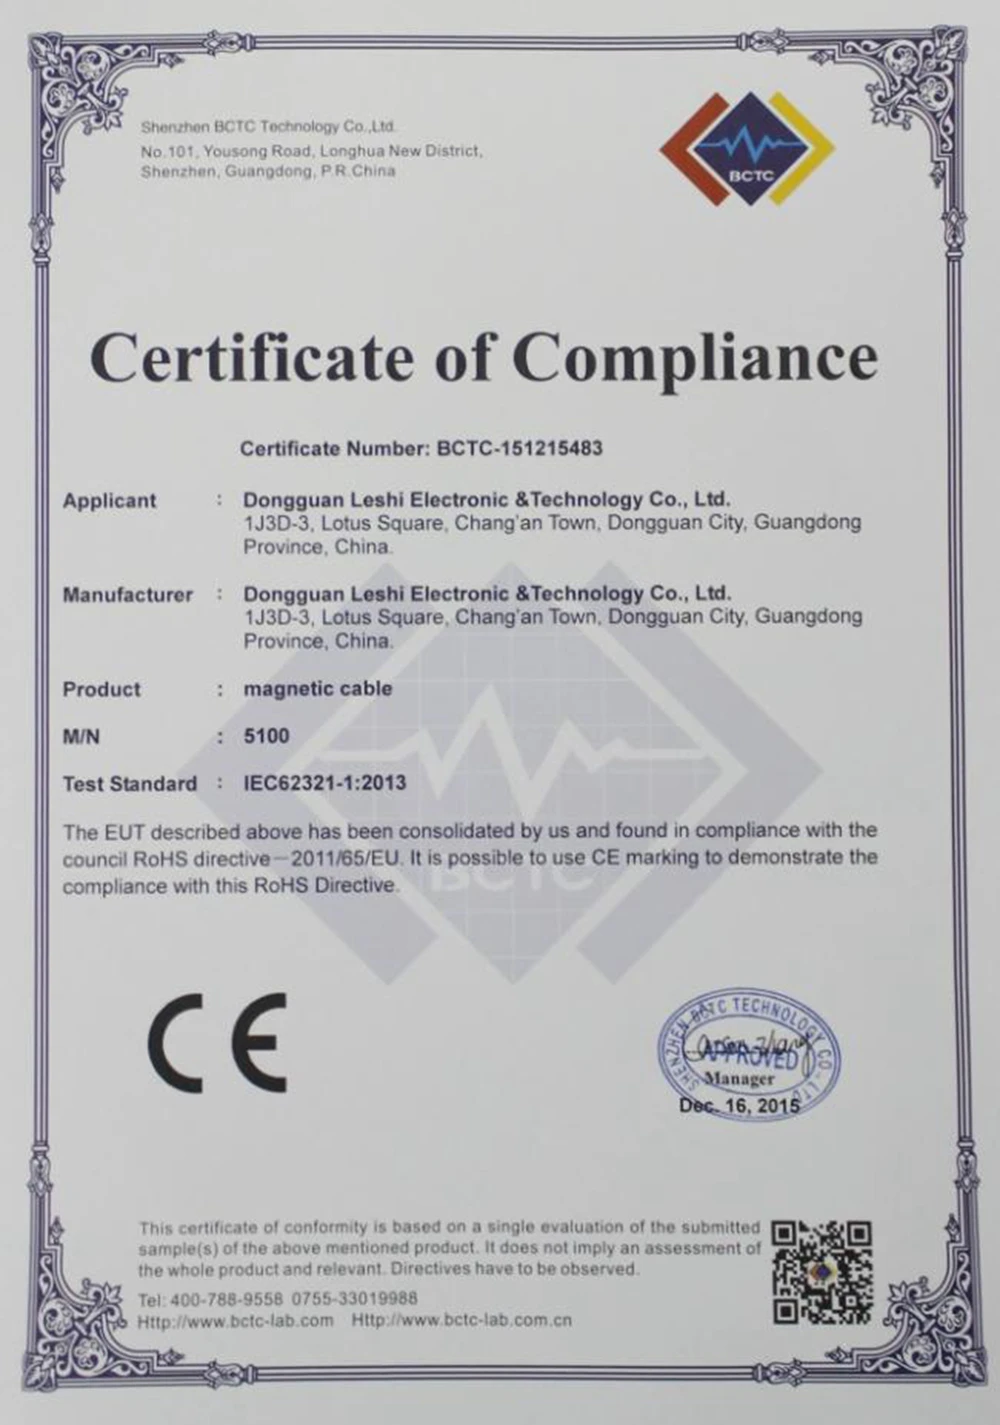 Shenzhen BCTC Technology Co.,Ltd.
No.101, Yousong Road, Longhua New District,
Shenzhen, Guangdong, P.R.China
BCTC
Certificate of Compliance
Certificate Number: BCTC-151215483
Applicant : Dongguan Leshi Electronic &Technology Co., Ltd.
1J3D-3, Lotus Square, Chang'an Town, Dongguan City, Guangdong
Province, China.
Manufacturer : Dongguan Leshi Electronic &Technology Co., Ltd.
1J3D-3, Lotus Square, Chang'an Town, Dongguan City, Guangdong
Province, China.
Product : magnetic cable
M/N : 5100
Test Standard : IEC62321-1:2013
The EUT described above has been consolidated by us and found in compliance with the
council RoHS directive—2011/65/EU. It is possible to use CE marking to demonstrate the
compliance with this RoHS Directive.
BCTC
CE
SHENZHEN BCTC TECHNOLOGY CO., LTD
APPROVED
Manager
Dec. 16, 2015
This certificate of conformity is based on a single evaluation of the submitted
sample(s) of the above mentioned product. It does not imply an assessment of
the whole product and relevant. Directives have to be observed.
Tel: 400-788-9558 0755-33019988
Http://www.bctc-lab.com Http://www.bctc-lab.com.cn